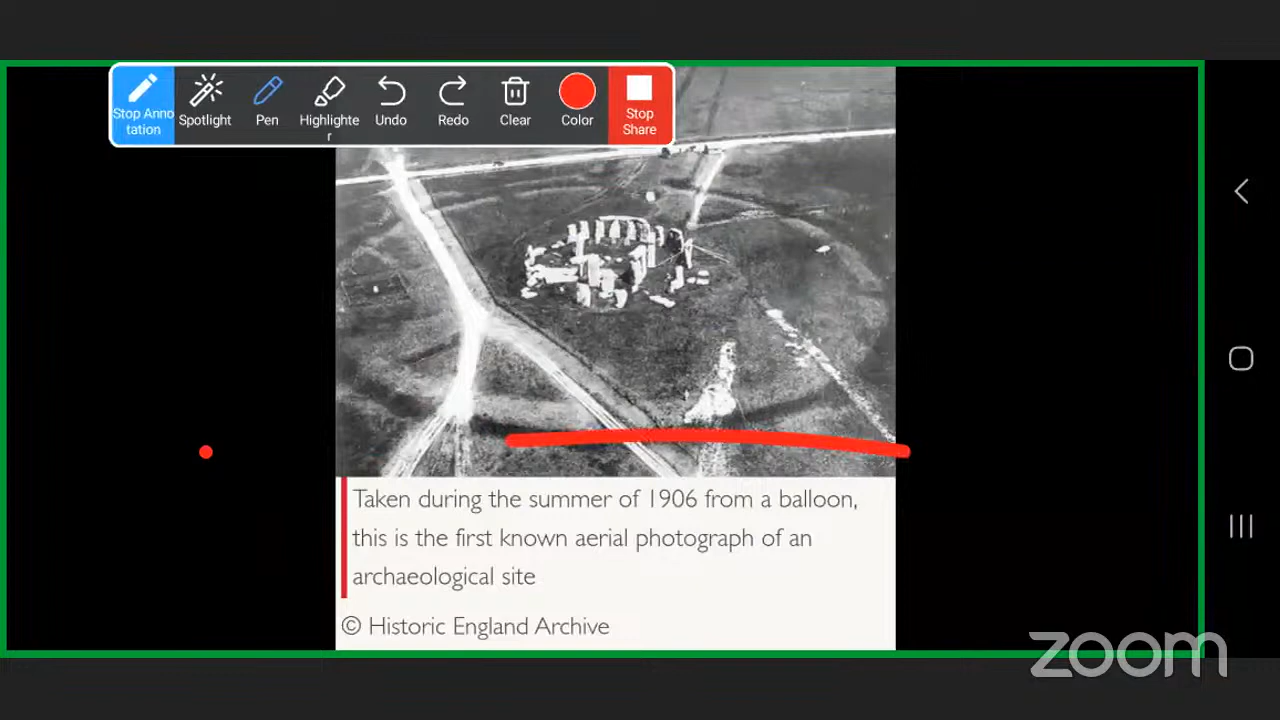 Stop Anno
tation
Spotlight
Pen
Highlighte
r
Undo
Redo
Clear
Color
Stop
Share
Taken during the summer of 1906 from a balloon,
this is the first known aerial photograph of an
archaeological site
© Historic England Archive
zoom